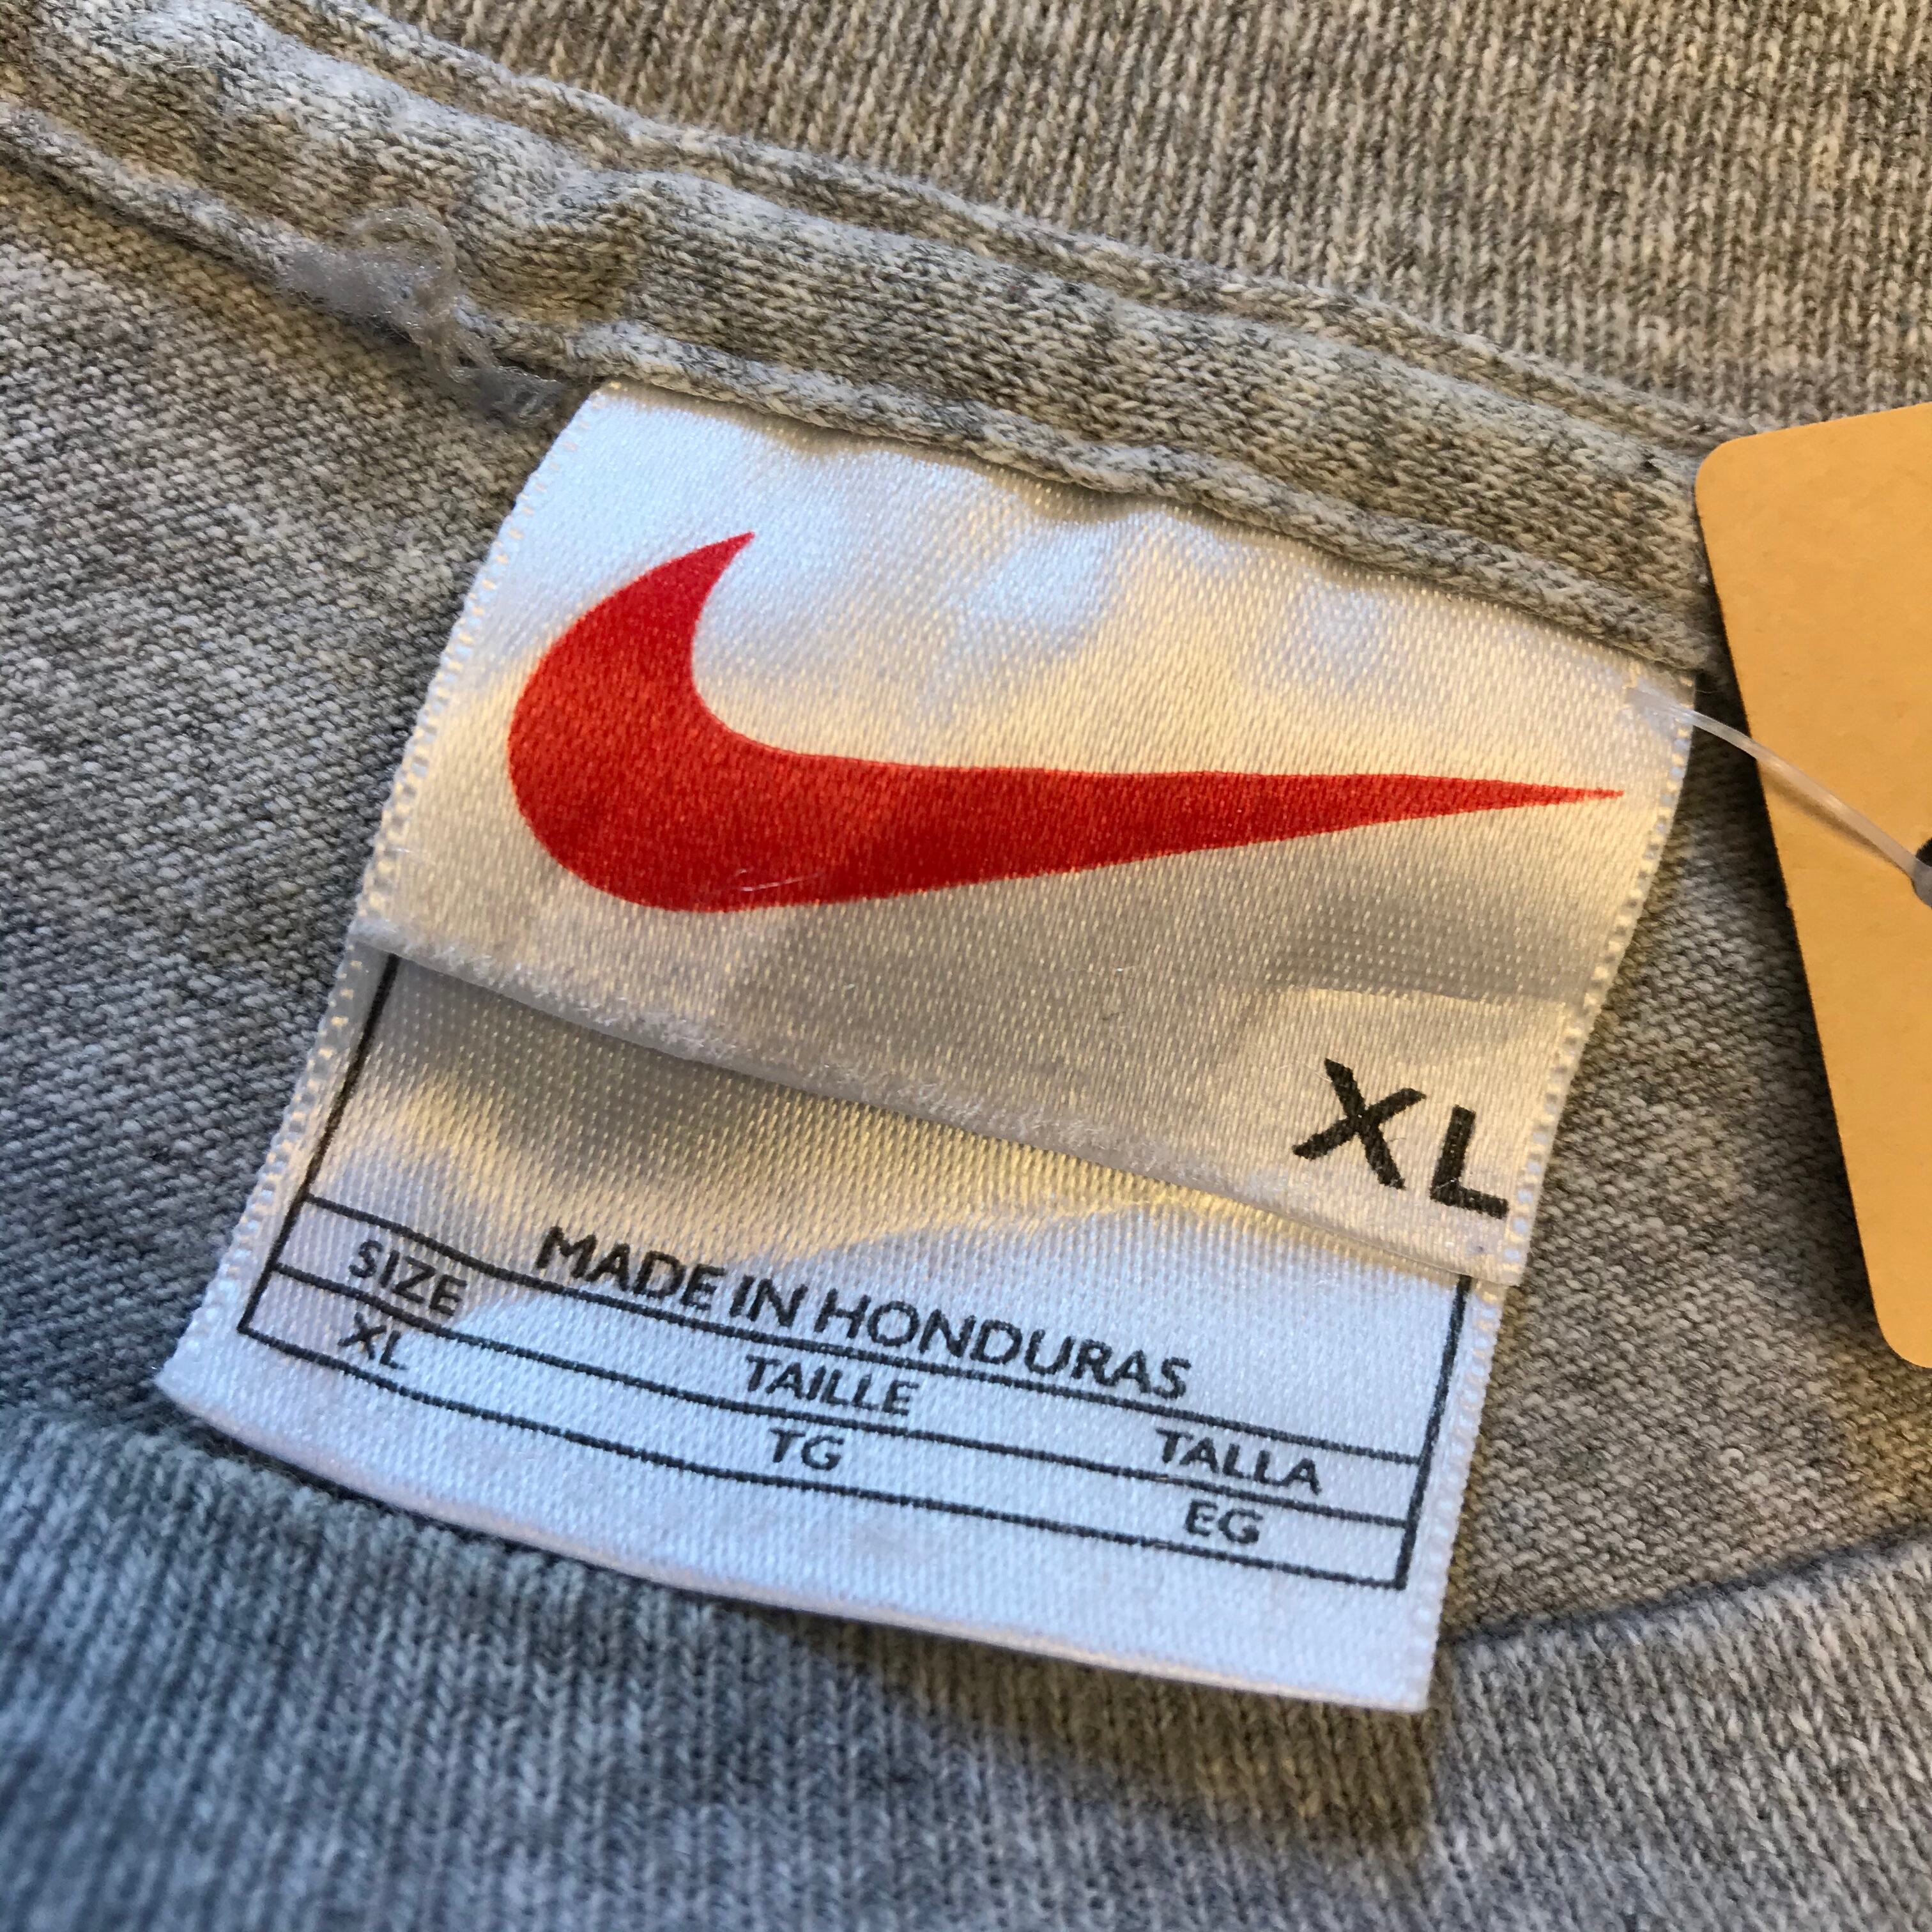 XL
MADE IN HONDURAS
SIZE TAILLE TALLA
XL TG EG